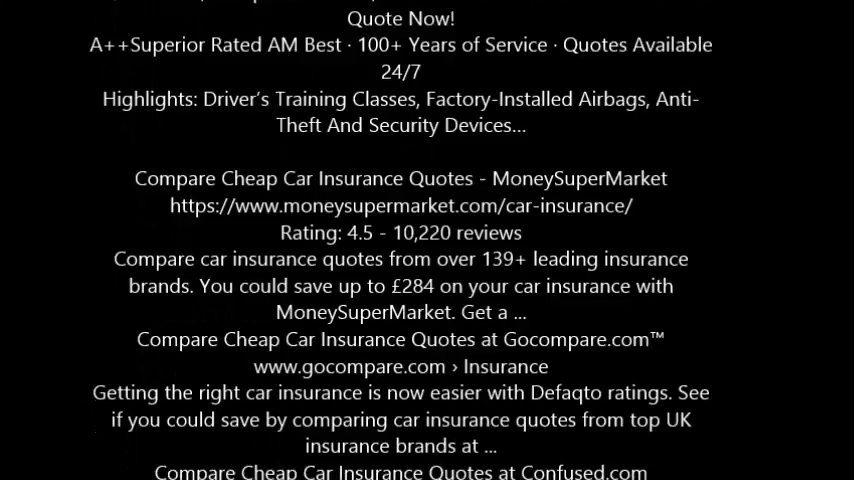 Quote Now!
A++Superior Rated AM Best · 100+ Years of Service · Quotes Available
24/7
Highlights: Driver’s Training Classes, Factory-Installed Airbags, Anti-
Theft And Security Devices...

Compare Cheap Car Insurance Quotes - MoneySuperMarket
https://www.moneysupermarket.com/car-insurance/
Rating: 4.5 - 10,220 reviews
Compare car insurance quotes from over 139+ leading insurance
brands. You could save up to £284 on your car insurance with
MoneySuperMarket. Get a ...
Compare Cheap Car Insurance Quotes at Gocompare.com™
www.gocompare.com › Insurance
Getting the right car insurance is now easier with Defaqto ratings. See
if you could save by comparing car insurance quotes from top UK
insurance brands at ...
Compare Cheap Car Insurance Quotes at Confused.com